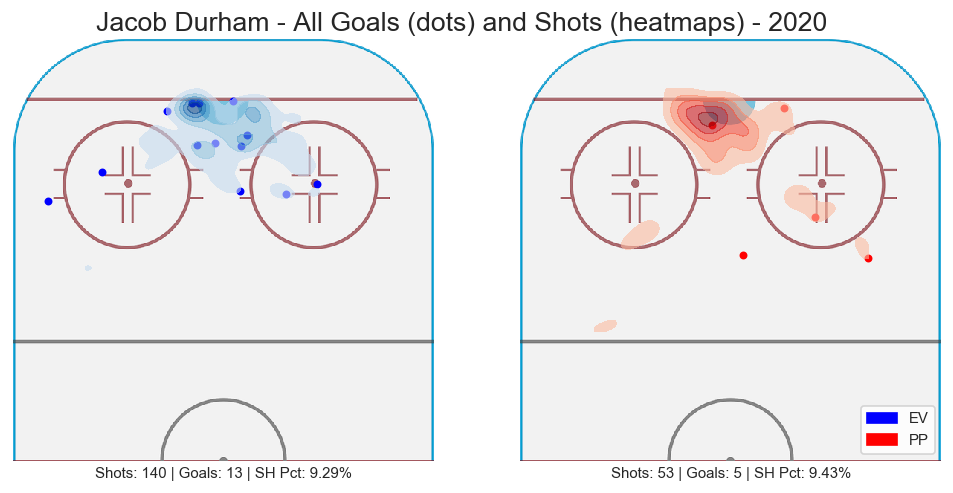 Jacob Durham - All Goals (dots) and Shots (heatmaps) - 2020
EV
PP
Shots: 140 | Goals: 13 | SH Pct: 9.29%
Shots: 53 | Goals: 5 | SH Pct: 9.43%